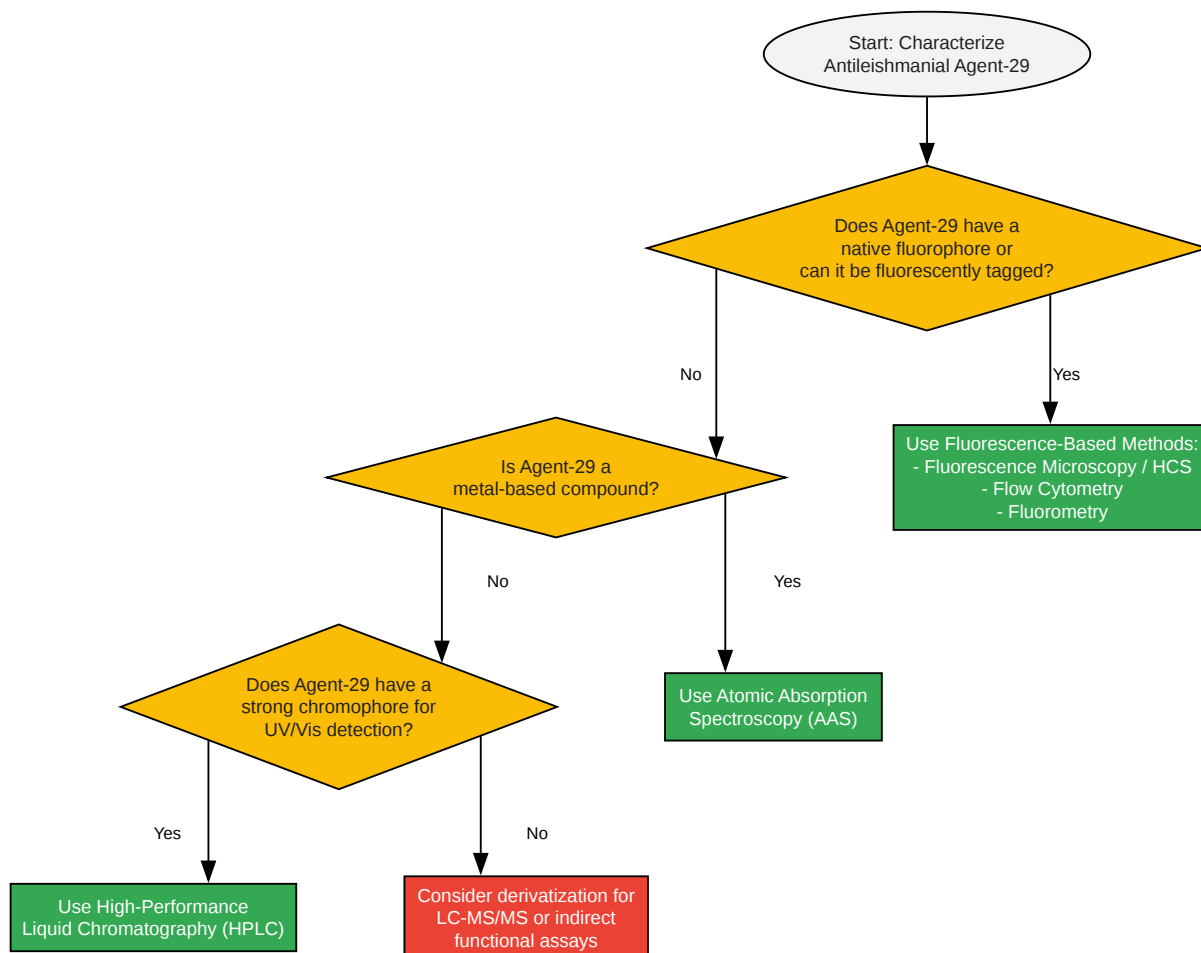 Start: Characterize
Antileishmanial Agent-29
Does Agent-29 have a
native fluorophore or
can it be fluorescently tagged?
No
Yes
Use Fluorescence-Based Methods:
- Fluorescence Microscopy / HCS
- Flow Cytometry
- Fluorometry
Is Agent-29 a
metal-based compound?
No
Yes
Use Atomic Absorption
Spectroscopy (AAS)
Does Agent-29 have a
strong chromophore for
UV/Vis detection?
Yes
No
Use High-Performance
Liquid Chromatography (HPLC)
Consider derivatization for
LC-MS/MS or indirect
functional assays